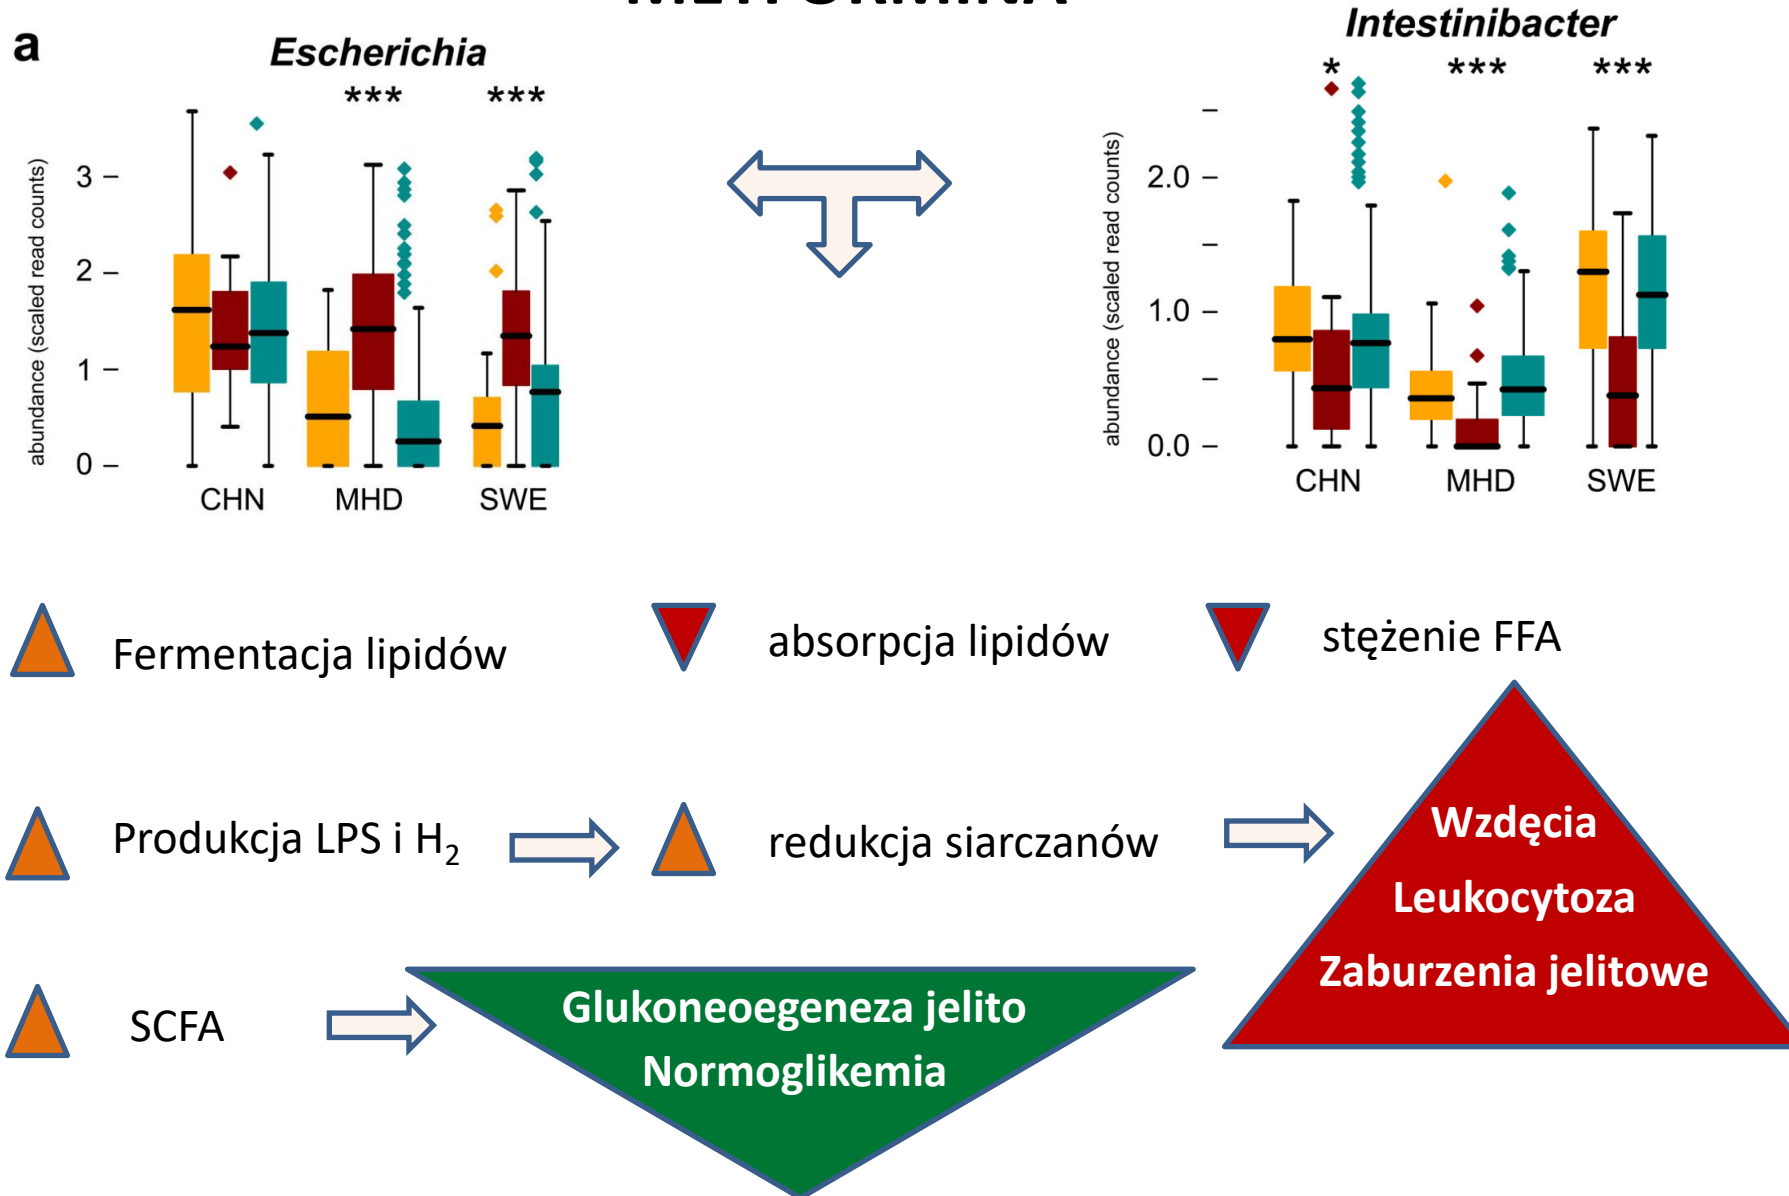 METFORMINA
a
Escherichia
*** ***
abundance (scaled read counts)
3
2
1
0
CHN MHD SWE
Intestinibacter
* *** ***
abundance (scaled read counts)
2.0
1.0
0.0
CHN MHD SWE
Fermentacja lipidów
absorpcja lipidów
stężenie FFA
Produkcja LPS i H₂
redukcja siarczanów
Wzdęcia
Leukocytoza
Zaburzenia jelitowe
SCFA
Glukoneoegeneza jelito
Normoglikemia